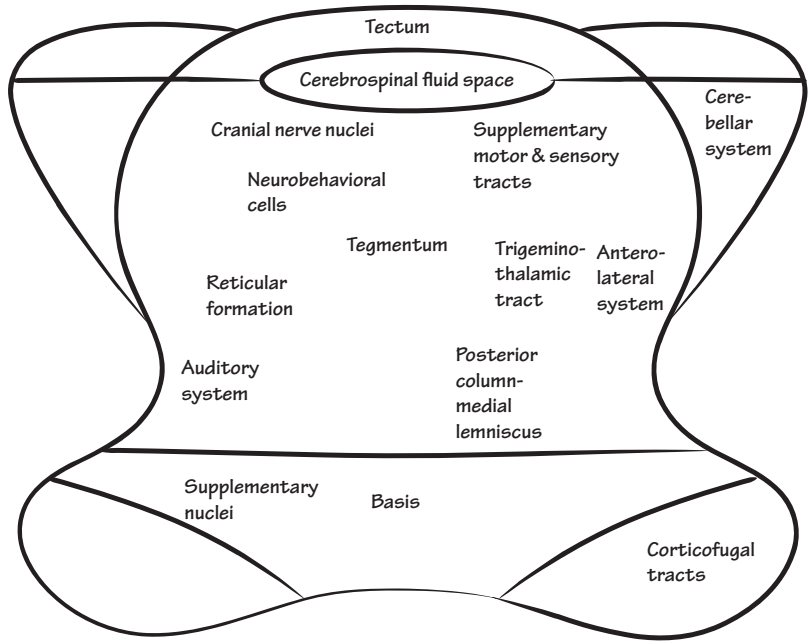 Tectum
Cerebrospinal fluid space
Cere-
bellar
system
Cranial nerve nuclei
Supplementary
motor & sensory
tracts
Neurobehavioral
cells
Tegmentum
Trigemino-
thalamic
tract
Antero-
lateral
system
Reticular
formation
Auditory
system
Posterior
column-
medial
lemniscus
Supplementary
nuclei
Basis
Corticofugal
tracts